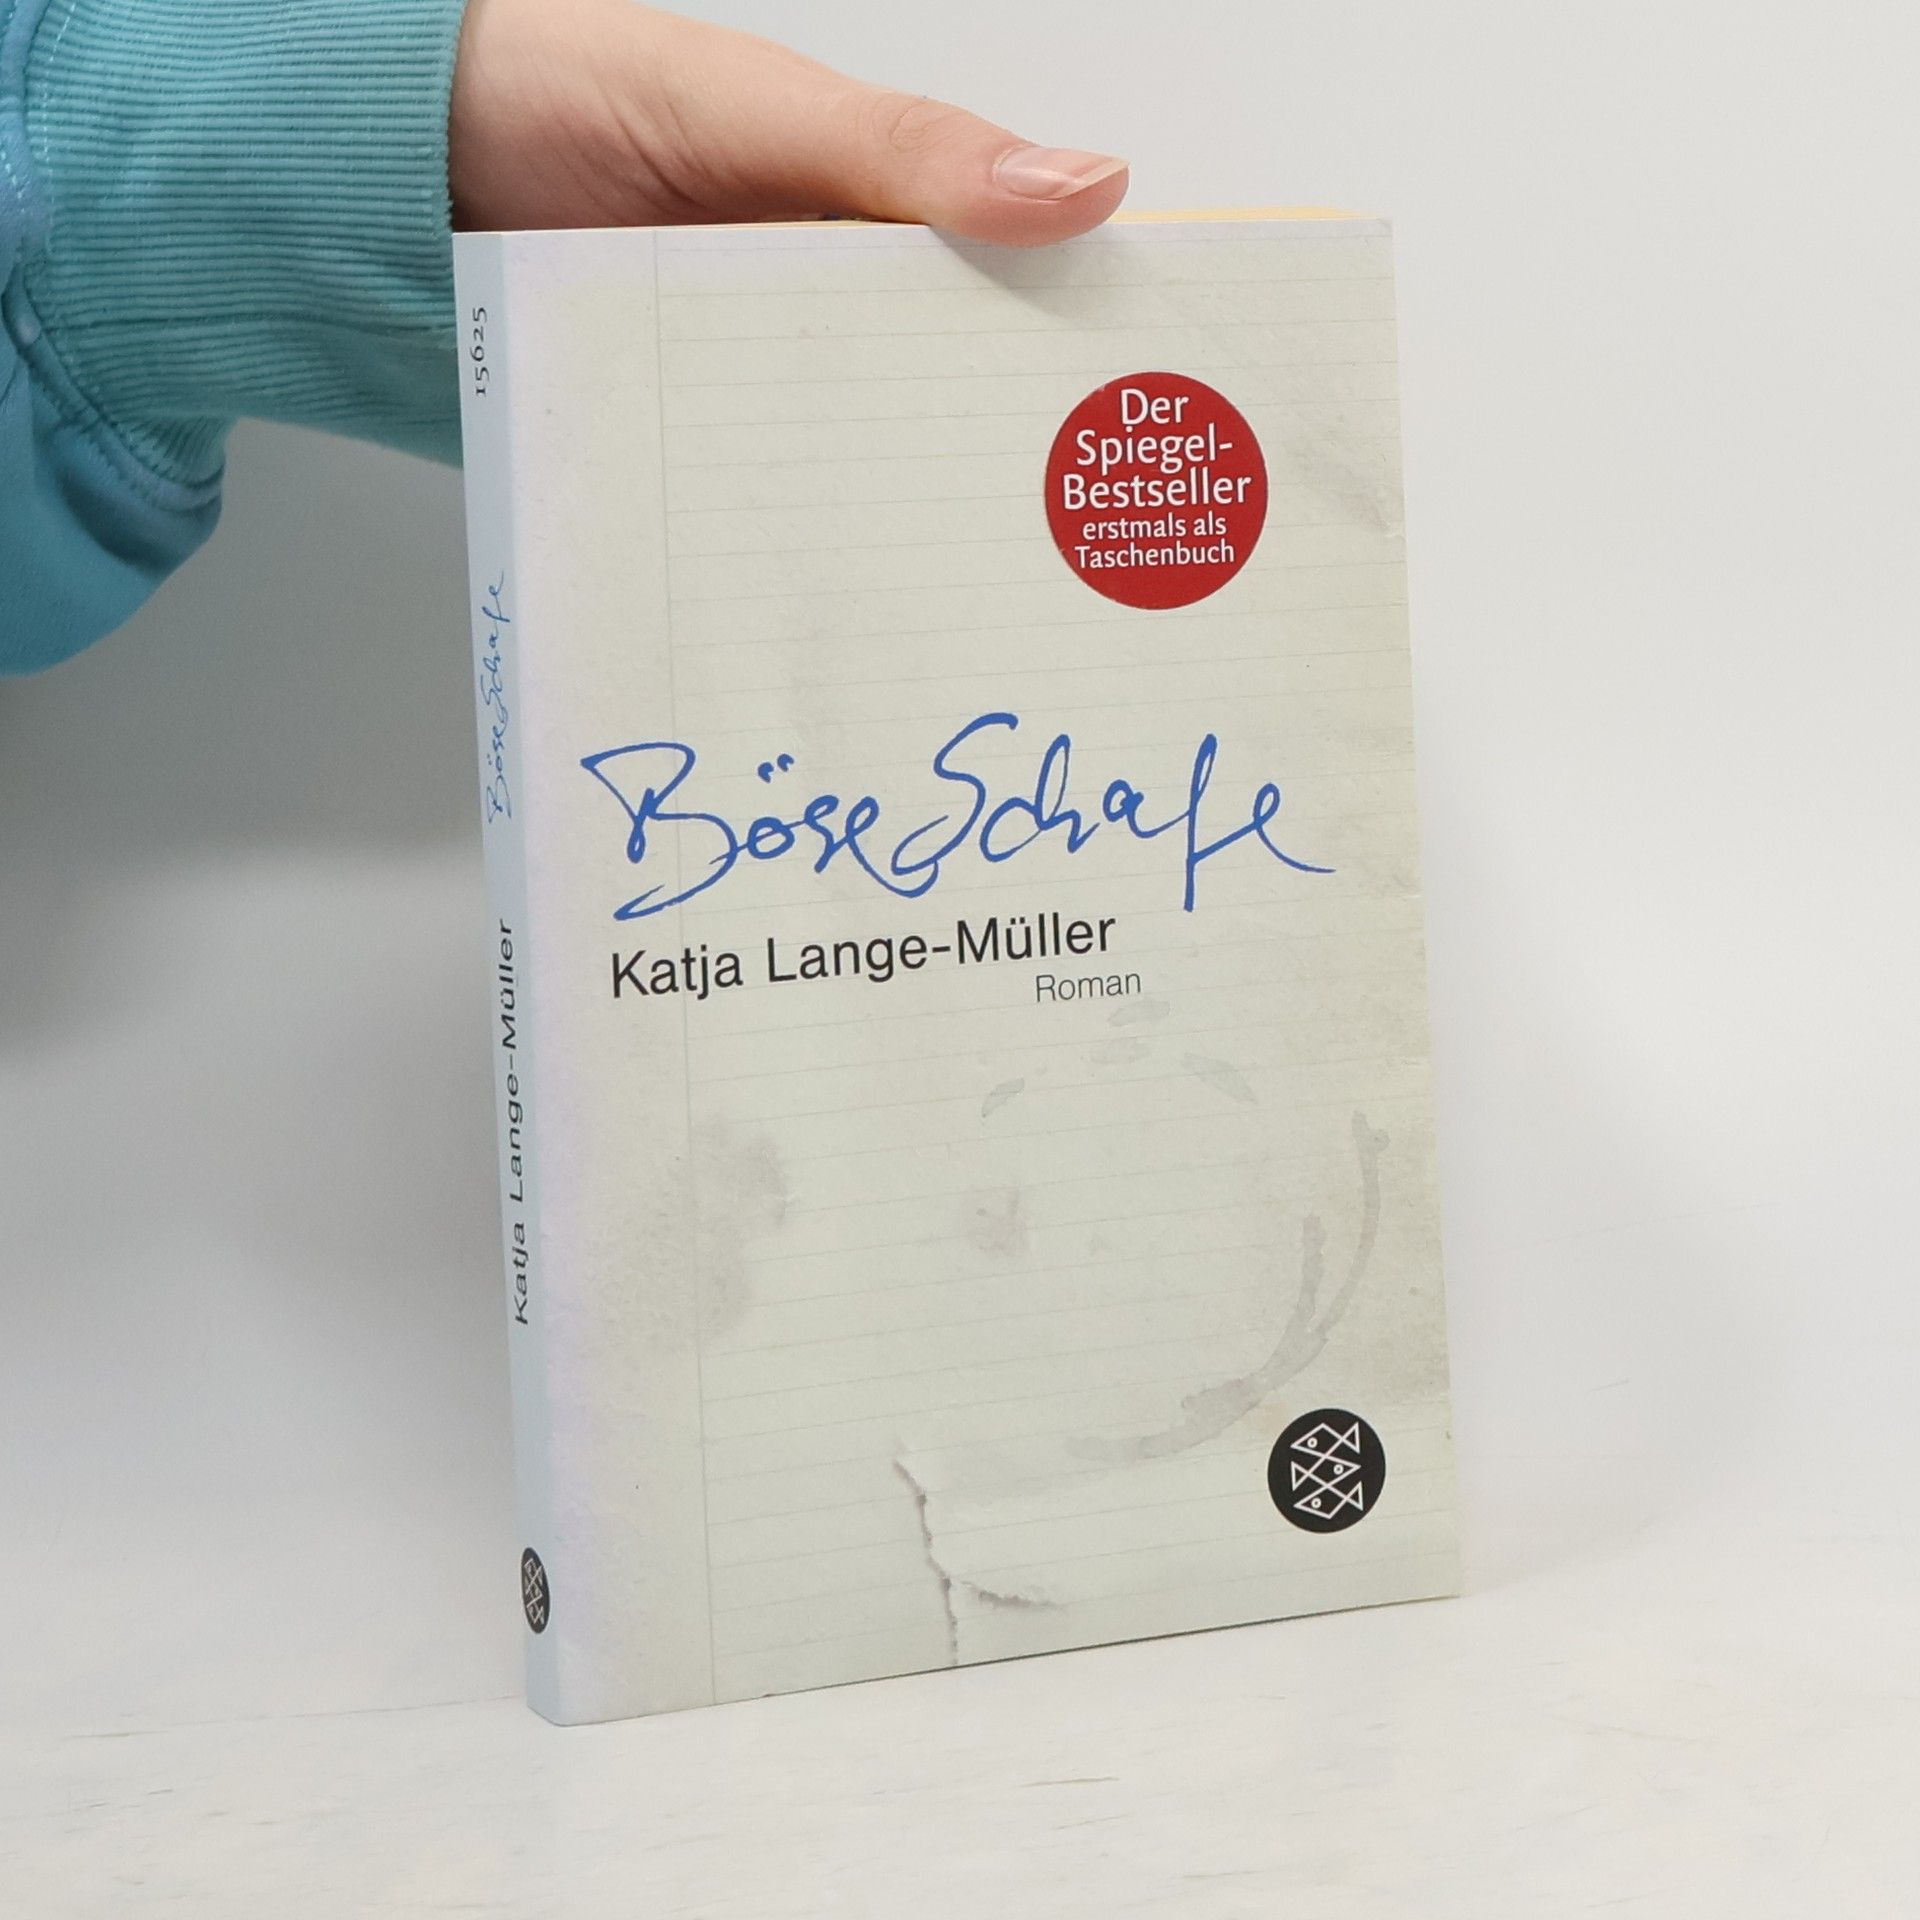 15625
Böse Schafe
Katja Lange-Müller
Der
Spiegel-
Bestseller
erstmals als
Taschenbuch
Böse Schafe
Katja Lange-Müller
Roman